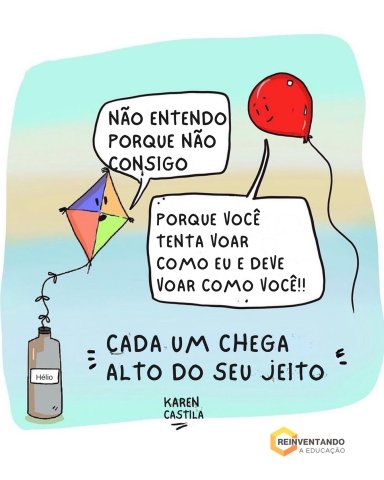 NÃO ENTENDO
PORQUE NÃO
CONSIGO
PORQUE VOCÊ
TENTA VOAR
COMO EU E DEVE
VOAR COMO VOCÊ!!
Hélio
CADA UM CHEGA
ALTO DO SEU JEITO
KAREN
CASTILA
REINVENTANDO
A EDUCAÇÃO